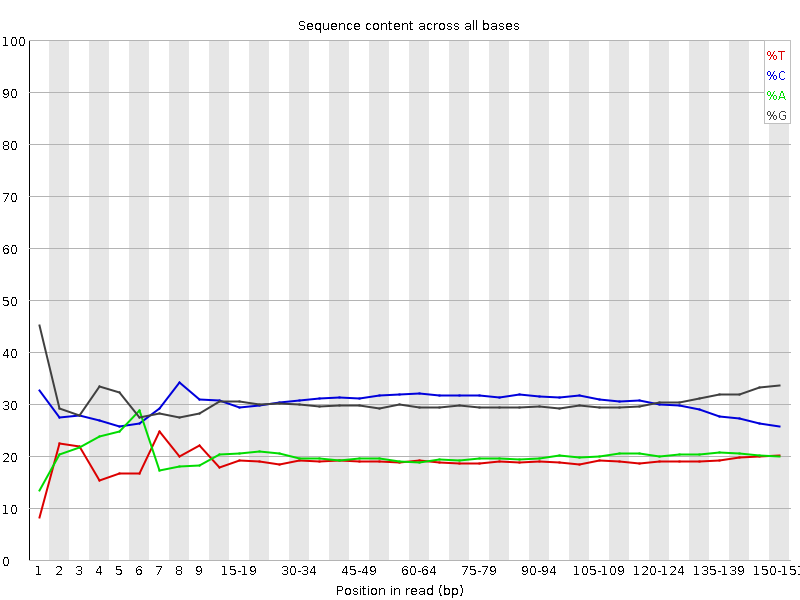 Sequence content across all bases
100
90
80
70
60
50
40
30
20
10
0
%T
%C
%A
%G
1 2 3 4 5 6 7 8 9 15-19 30-34 45-49 60-64 75-79 90-94 105-109 120-124 135-139 150-151
Position in read (bp)